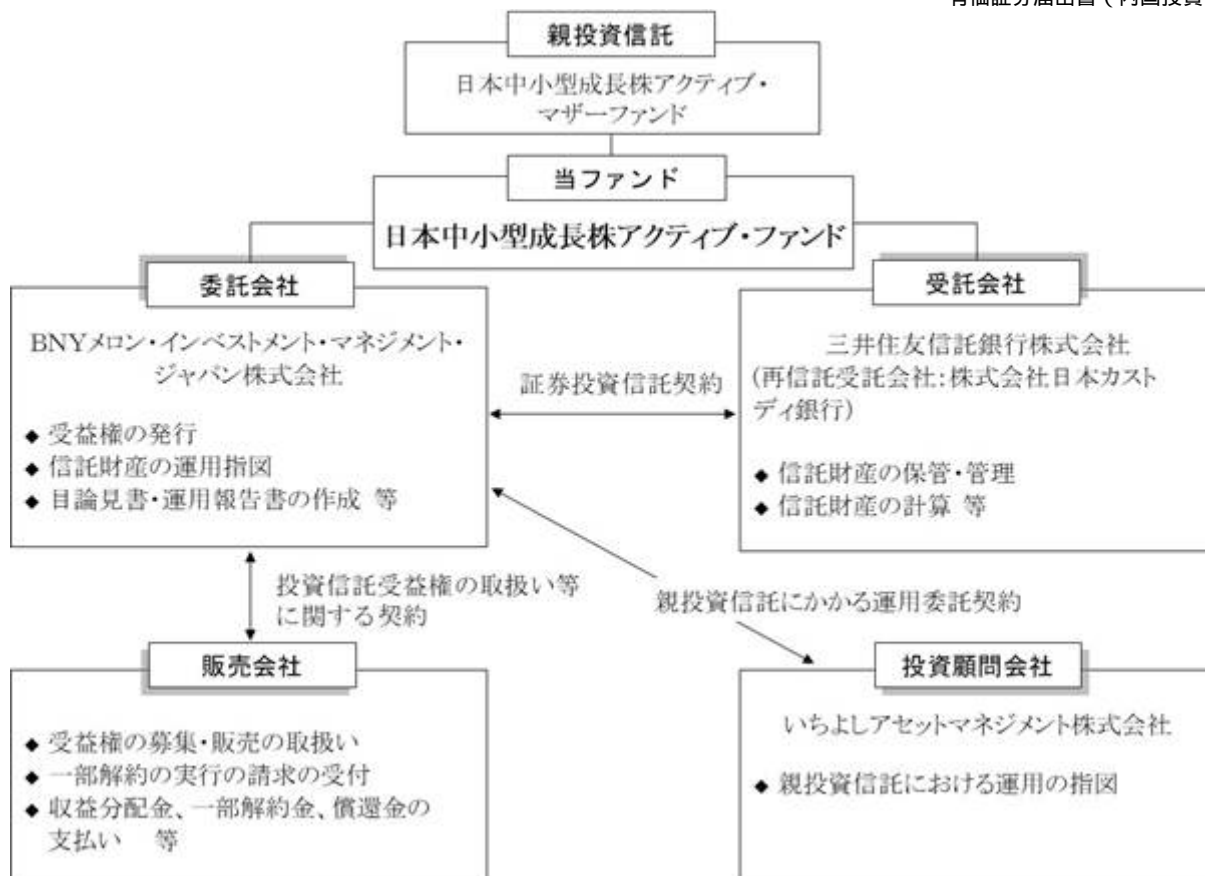 親投資信託
日本中小型成長株アクティブ・
マザーファンド
当ファンド
日本中小型成長株アクティブ・ファンド
委託会社
BNYメロン・インベストメント・マネジメント・
ジャパン株式会社
◆ 受益権の発行
◆ 信託財産の運用指図
◆ 目論見書・運用報告書の作成 等
証券投資信託契約
受託会社
三井住友信託銀行株式会社
(再信託受託会社:株式会社日本カスト
ディ銀行)
◆ 信託財産の保管・管理
◆ 信託財産の計算 等
投資信託受益権の取扱い等
に関する契約
親投資信託にかかる運用委託契約
販売会社
◆ 受益権の募集・販売の取扱い
◆ 一部解約の実行の請求の受付
◆ 収益分配金、一部解約金、償還金の
支払い 等
投資顧問会社
いちよしアセットマネジメント株式会社
◆ 親投資信託における運用の指図